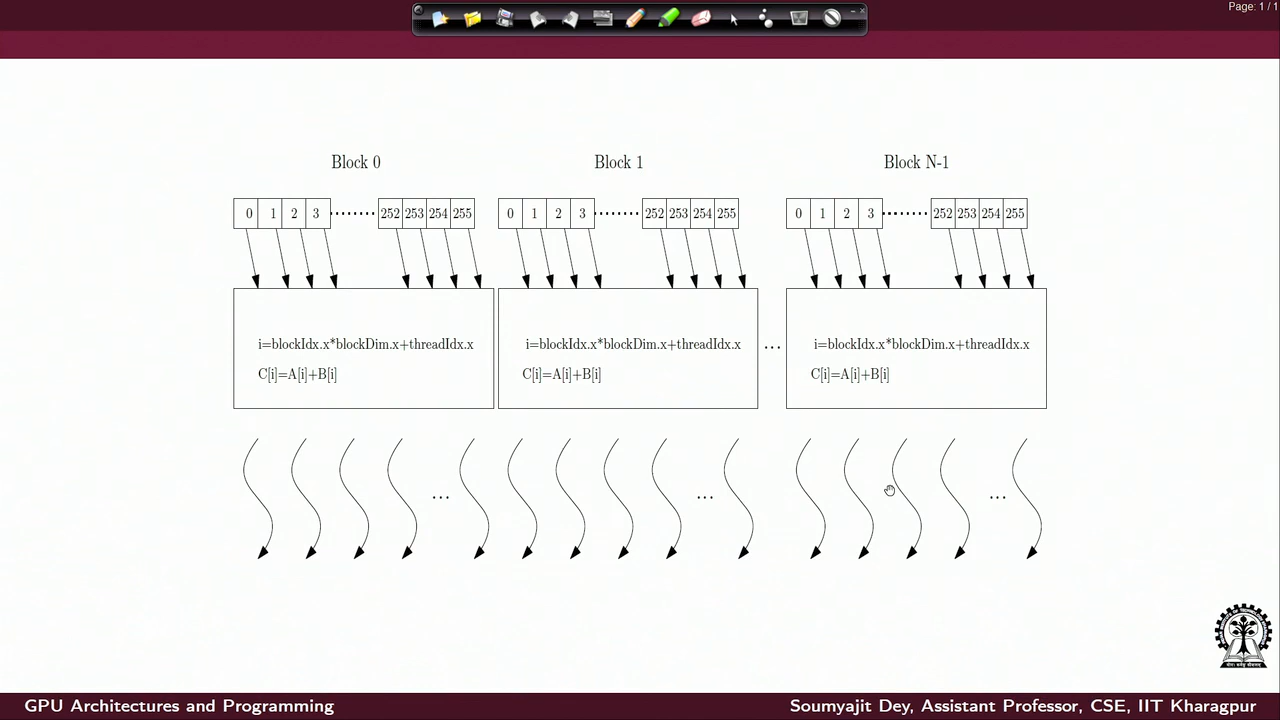 Page: 1 / 1
Block 0 Block 1 Block N-1
0 1 2 3 ........ 252 253 254 255 0 1 2 3 ........ 252 253 254 255 0 1 2 3 ........ 252 253 254 255
i=blockIdx.x*blockDim.x+threadIdx.x i=blockIdx.x*blockDim.x+threadIdx.x ... i=blockIdx.x*blockDim.x+threadIdx.x
C[i]=A[i]+B[i] C[i]=A[i]+B[i] C[i]=A[i]+B[i]
... ... ...
GPU Architectures and Programming Soumyajit Dey, Assistant Professor, CSE, IIT Kharagpur